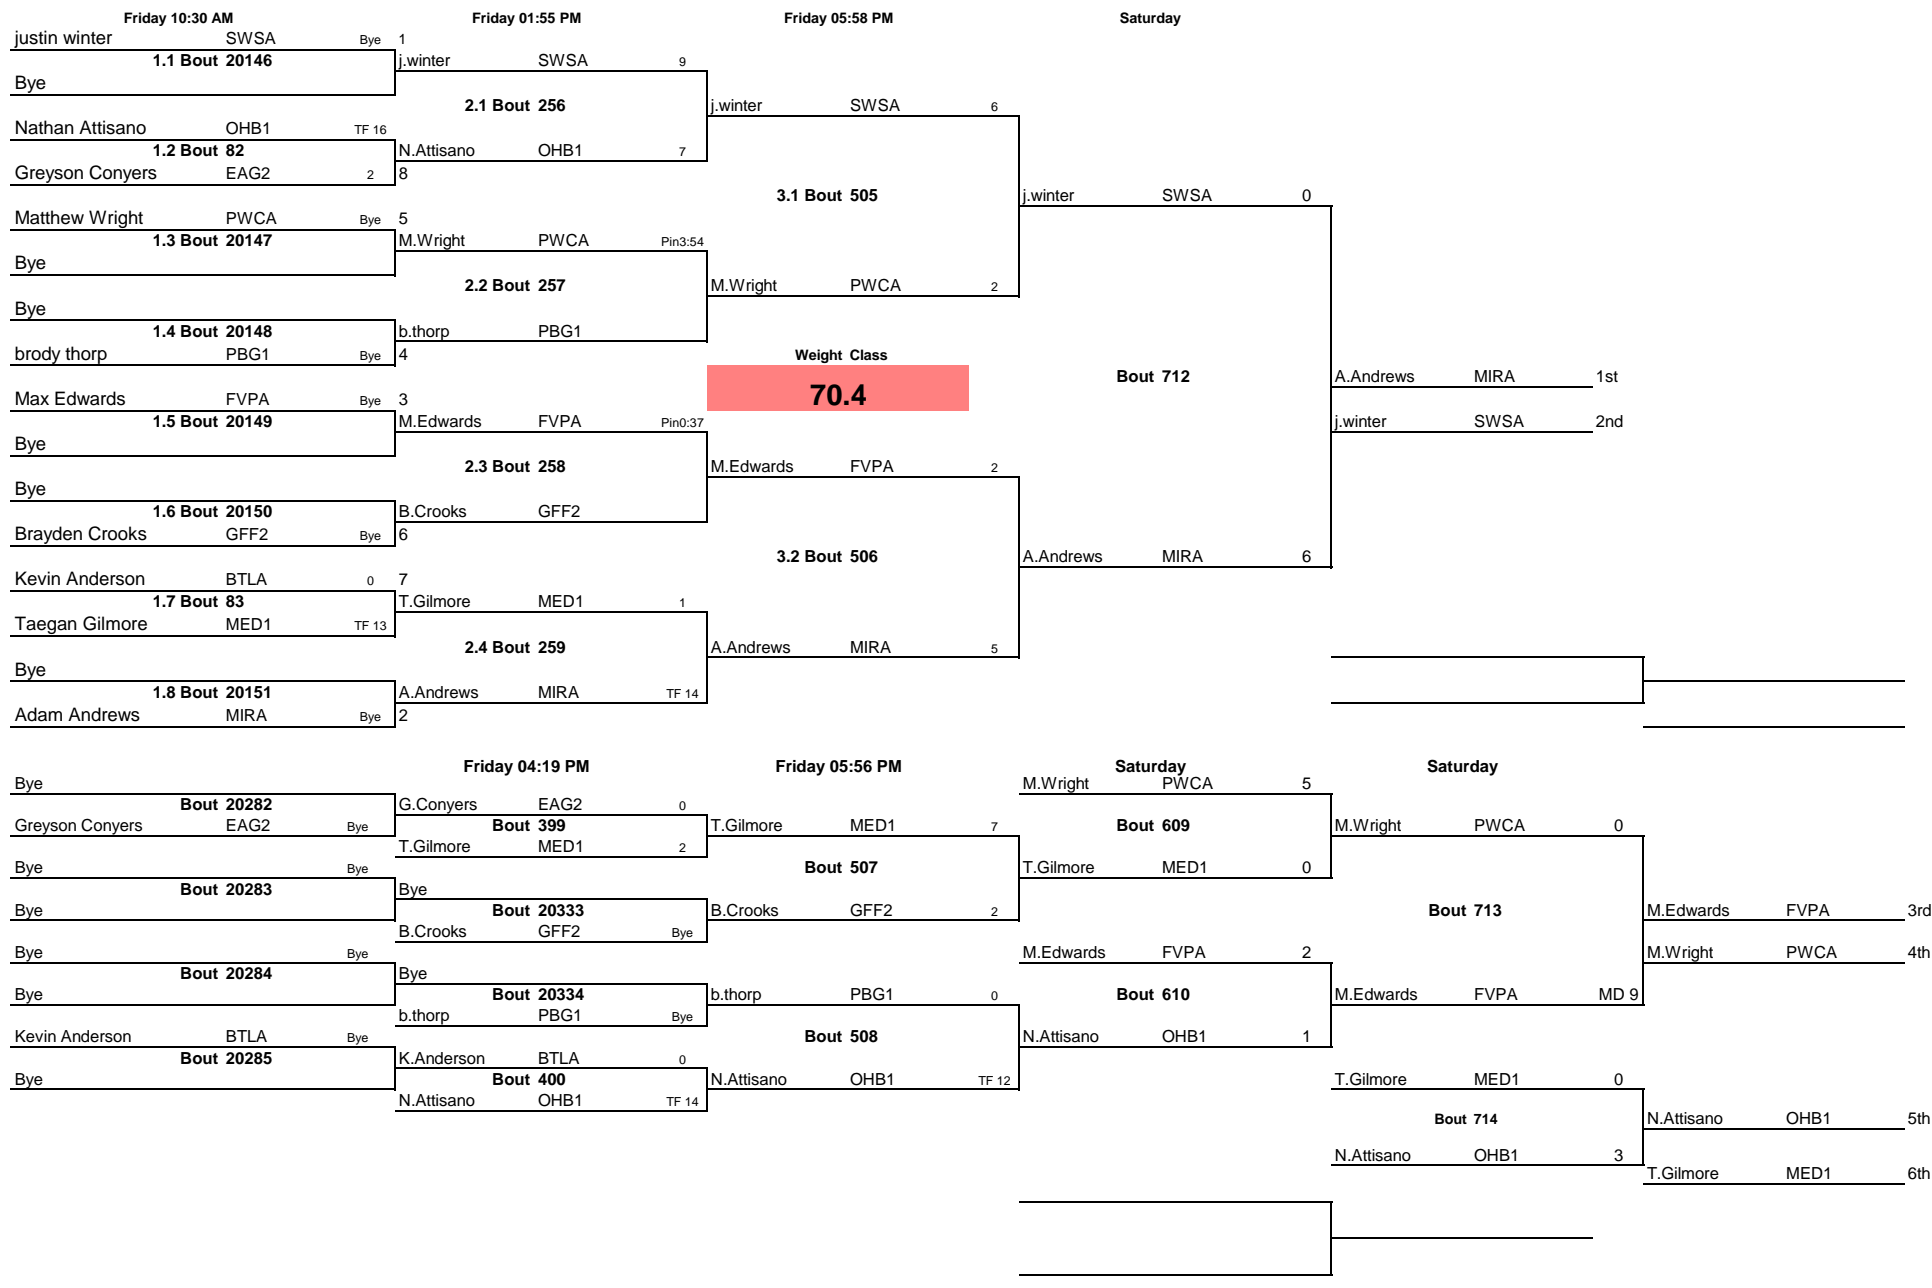 Friday 10:30 AM Friday 01:55 PM Friday 05:58 PM Saturday
justin winter SWSA Bye 1
1.1 Bout 20146 j.winter SWSA 9
Bye
2.1 Bout 256 j.winter SWSA 6
Nathan Attisano OHB1 TF 16
1.2 Bout 82 N.Attisano OHB1 7
Greyson Conyers EAG2 2 8
3.1 Bout 505 j.winter SWSA 0
Matthew Wright PWCA Bye 5
1.3 Bout 20147 M.Wright PWCA Pin3:54
Bye
2.2 Bout 257 M.Wright PWCA 2
Bye
1.4 Bout 20148 b.thorp PBG1
brody thorp PBG1 Bye 4 Weight Class
Bout 712 A.Andrews MIRA 1st
70.4
Max Edwards FVPA Bye 3
1.5 Bout 20149 M.Edwards FVPA Pin0:37 j.winter SWSA 2nd
Bye
2.3 Bout 258 M.Edwards FVPA 2
Bye
1.6 Bout 20150 B.Crooks GFF2
Brayden Crooks GFF2 Bye 6
3.2 Bout 506 A.Andrews MIRA 6
Kevin Anderson BTLA 0 7
1.7 Bout 83 T.Gilmore MED1 1
Taegan Gilmore MED1 TF 13
2.4 Bout 259 A.Andrews MIRA 5
Bye
1.8 Bout 20151 A.Andrews MIRA TF 14
Adam Andrews MIRA Bye 2
Friday 04:19 PM Friday 05:56 PM Saturday Saturday
Bye M.Wright PWCA 5
Bout 20282 G.Conyers EAG2 0
Greyson Conyers EAG2 Bye Bout 399 T.Gilmore MED1 7 Bout 609 M.Wright PWCA 0
T.Gilmore MED1 2
Bye Bye Bout 507 T.Gilmore MED1 0
Bout 20283 Bye
Bye Bout 20333 B.Crooks GFF2 2 Bout 713 M.Edwards FVPA 3rd
B.Crooks GFF2 Bye
Bye Bye M.Edwards FVPA 2 M.Wright PWCA 4th
Bout 20284 Bye
Bye Bout 20334 b.thorp PBG1 0 Bout 610 M.Edwards FVPA MD 9
b.thorp PBG1 Bye
Kevin Anderson BTLA Bye Bout 508 N.Attisano OHB1 1
Bout 20285 K.Anderson BTLA 0
Bye Bout 400 N.Attisano OHB1 TF 12 T.Gilmore MED1 0
N.Attisano OHB1 TF 14
Bout 714 N.Attisano OHB1 5th
N.Attisano OHB1 3
T.Gilmore MED1 6th